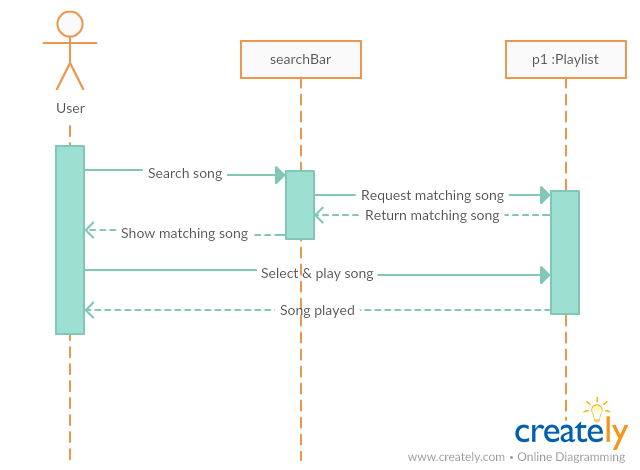 searchBar
p1 :Playlist
User
Search song
Request matching song
Return matching song
Show matching song
Select & play song
Song played
creately
www.creately.com • Online Diagramming